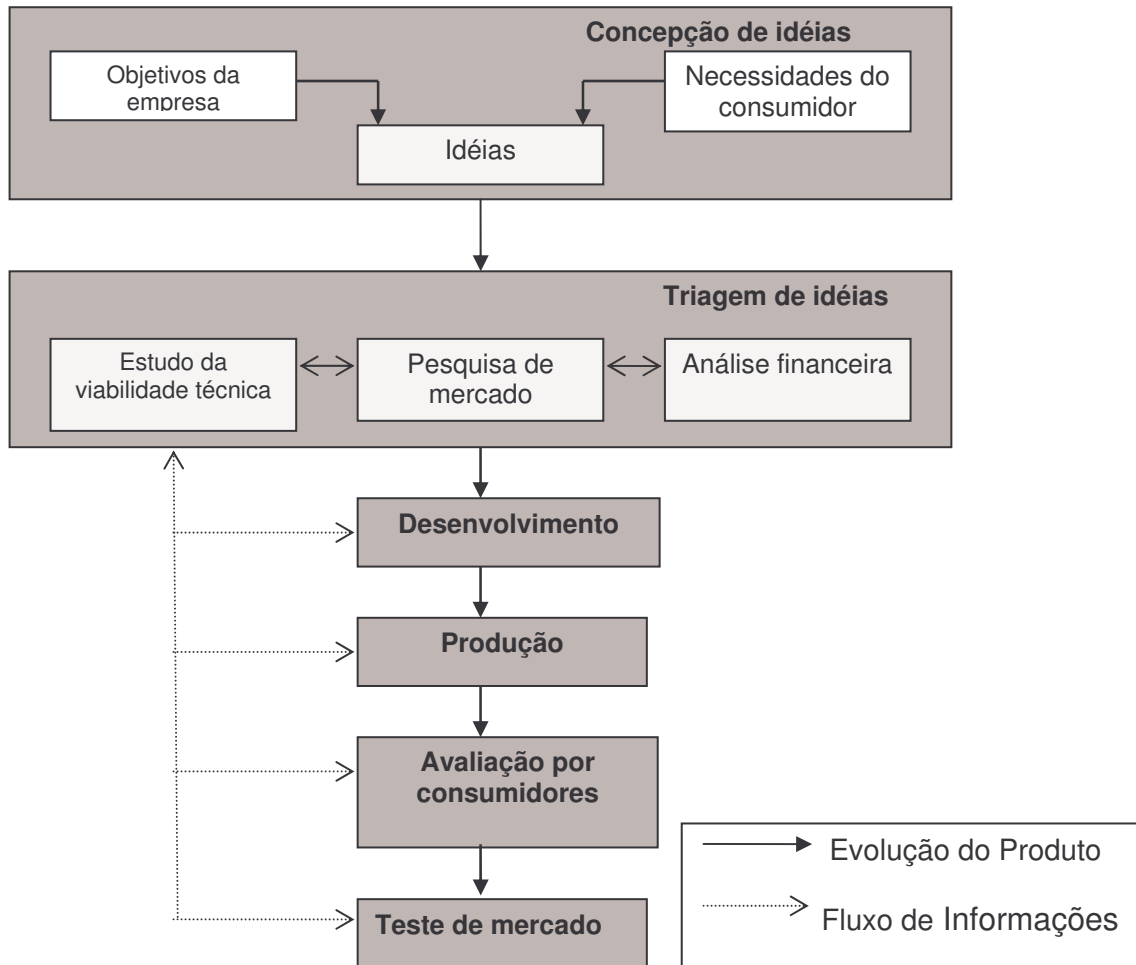 Concepção de idéias
Objetivos da
empresa
Necessidades do
consumidor
Idéias
Triagem de idéias
Estudo da
viabilidade técnica
Pesquisa de
mercado
Análise financeira
Desenvolvimento
Produção
Avaliação por
consumidores
Teste de mercado
Evolução do Produto
Fluxo de Informações